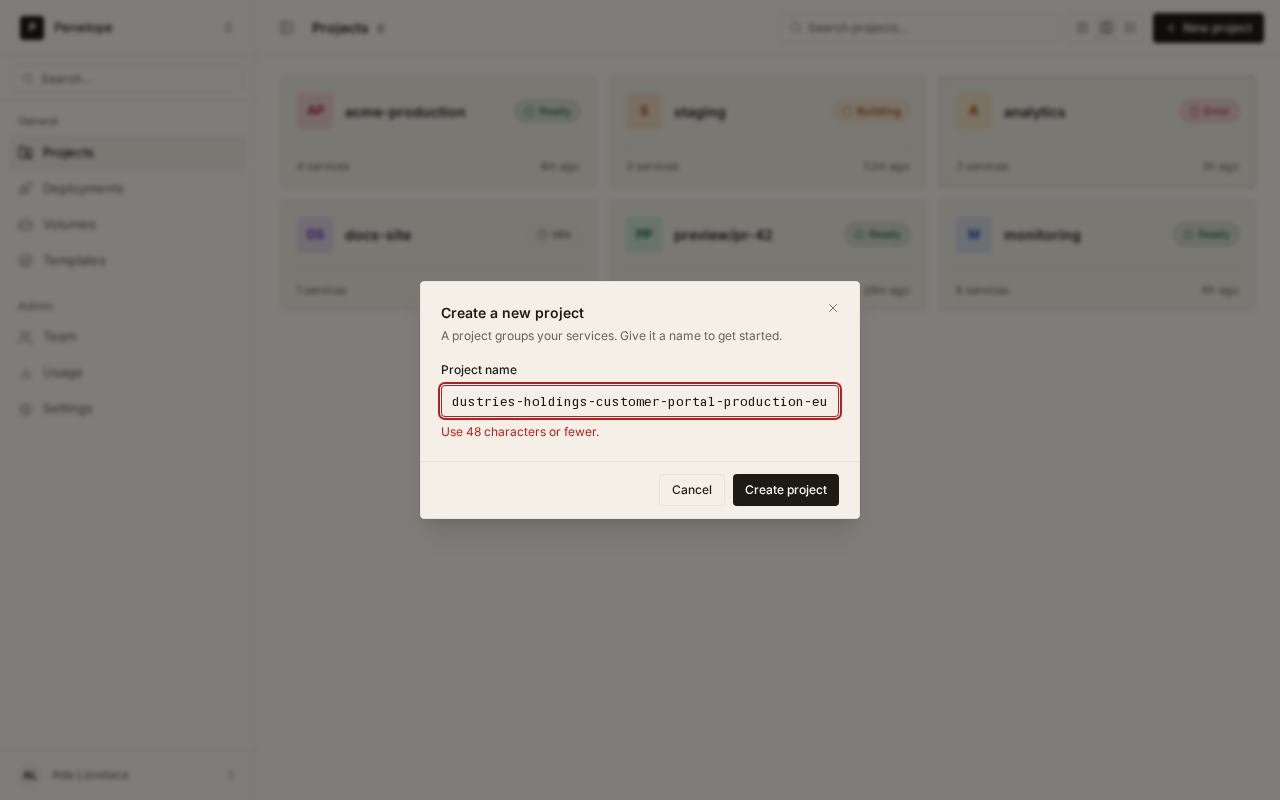 P Penelope
Projects 6
Search projects...
New project
Search...
General
Projects
Deployments
Volumes
Templates
Admin
Team
Usage
Settings
AP acme-production Ready
4 services 4m ago
S staging Building
3 services 12m ago
A analytics Error
3 services 3h ago
DS docs-site Idle
1 services
PP preview/pr-42 Ready
M monitoring Ready
6 services 6h ago
Create a new project
A project groups your services. Give it a name to get started.
Project name
dustries-holdings-customer-portal-production-eu
Use 48 characters or fewer.
Cancel
Create project
AL Ada Lovelace